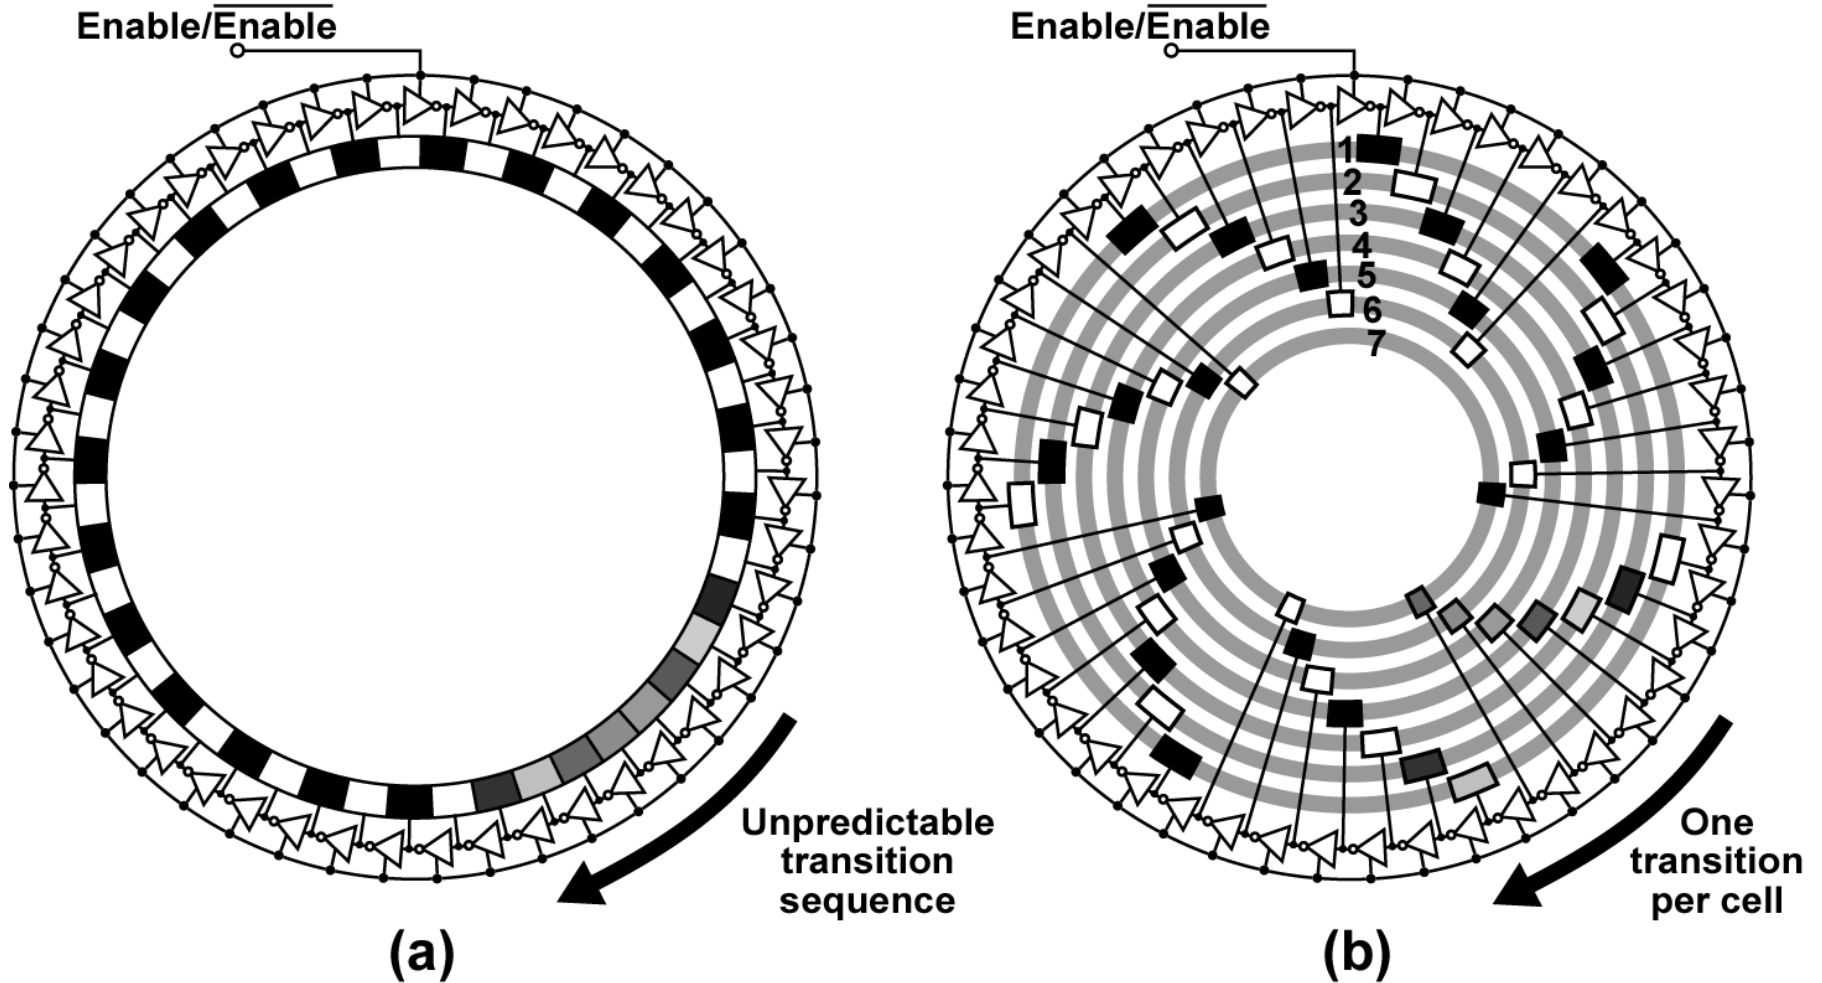 Enable/Enable
Enable/Enable
1
2
3
4
5
6
7
Unpredictable
transition
sequence
One
transition
per cell
(a)
(b)